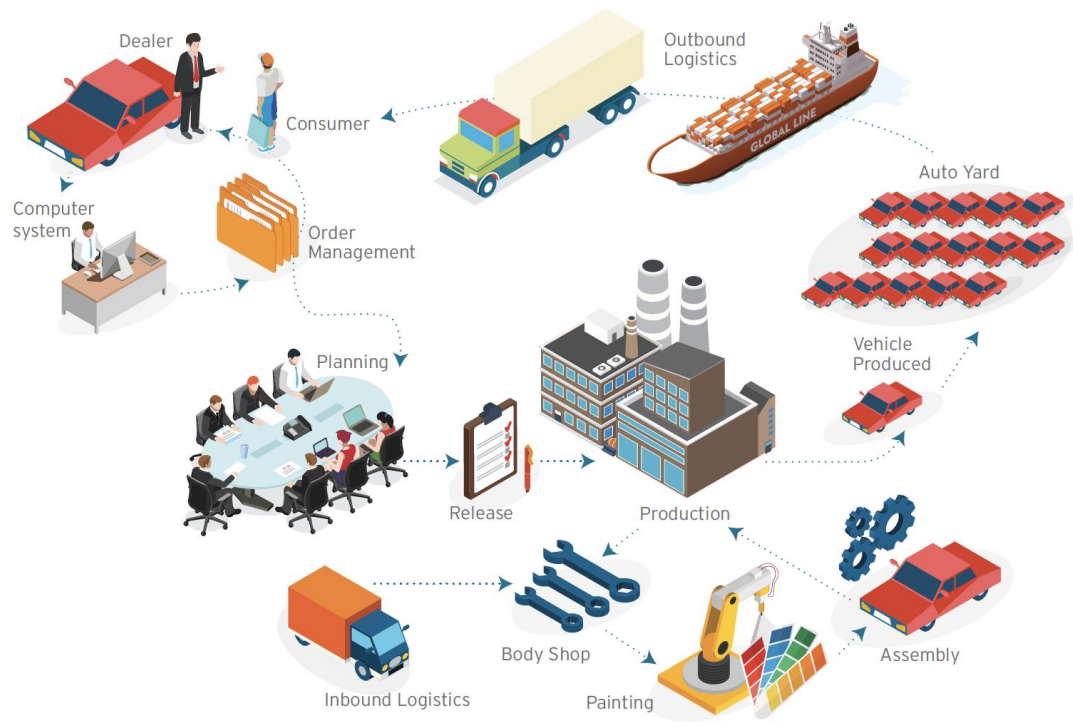 Dealer
Outbound
Logistics
Consumer
GLOBAL LINE
Auto Yard
Computer
system
Order
Management
Vehicle
Produced
Planning
Release
Production
Body Shop
Assembly
Inbound Logistics
Painting